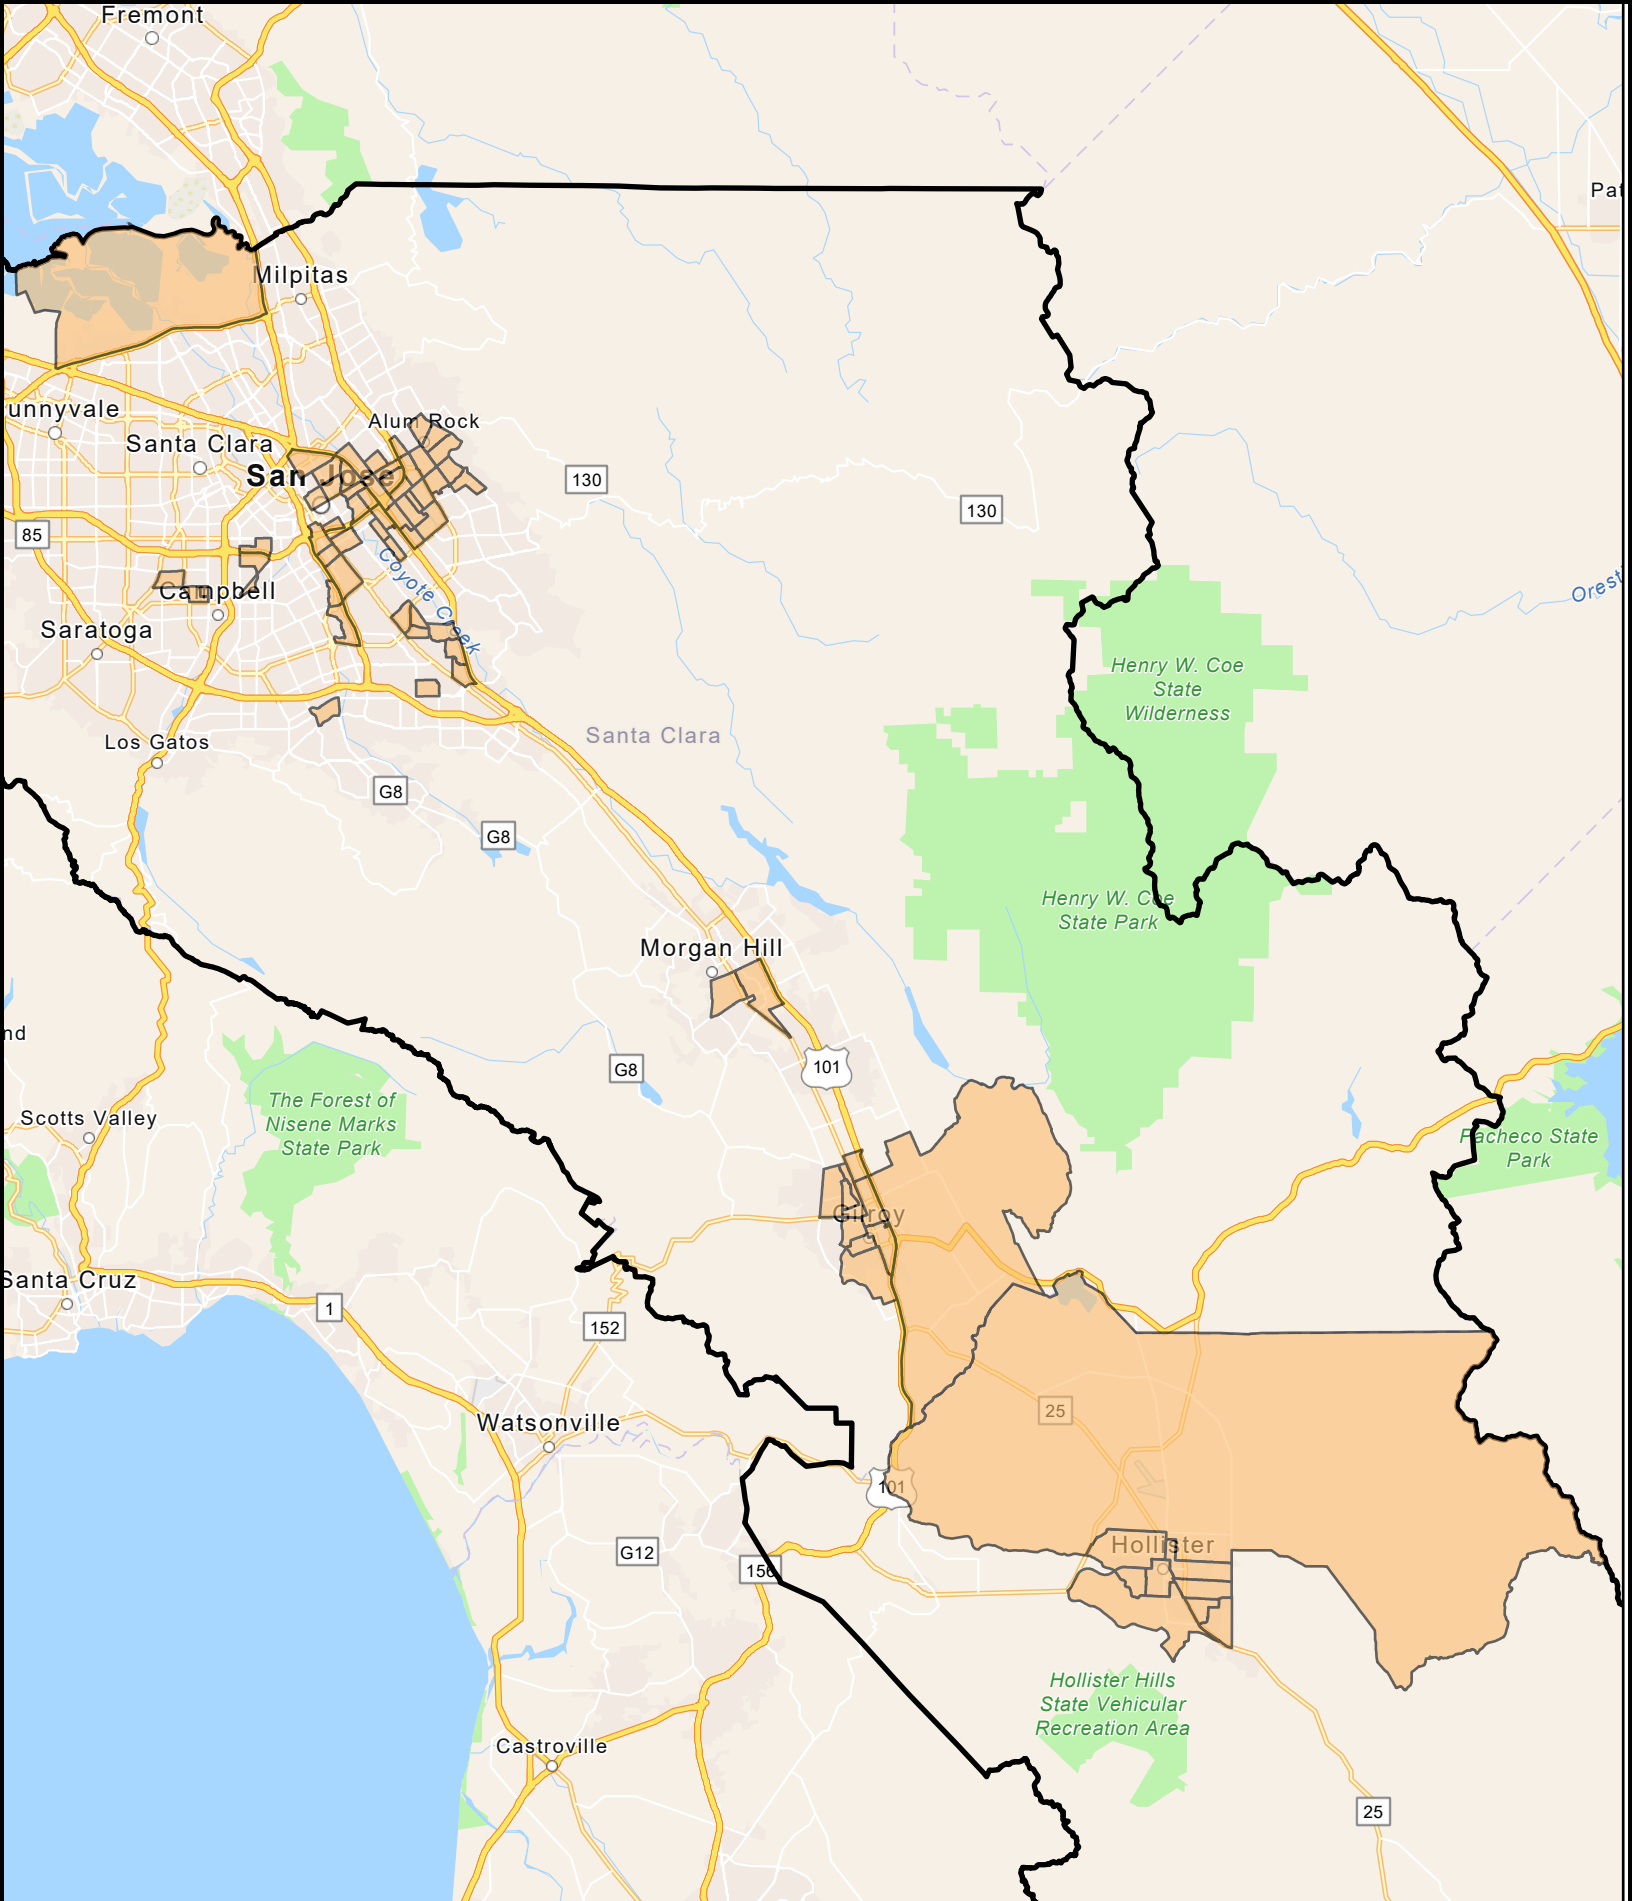 Fremont
Pat
Milpitas
unnyvale
Alum Rock
Santa Clara
San Jose
130
130
85
Coyote Creek
Orest
Campbell
Saratoga
Henry W. Coe
State
Wilderness
Santa Clara
Los Gatos
G8
G8
Henry W. Coe
State Park
Morgan Hill
nd
101
G8
The Forest of
Nisene Marks
State Park
Scotts Valley
Pacheco State
Park
Gilroy
Santa Cruz
1
152
25
Watsonville
101
Hollister
G12
156
Hollister Hills
State Vehicular
Recreation Area
Castroville
25